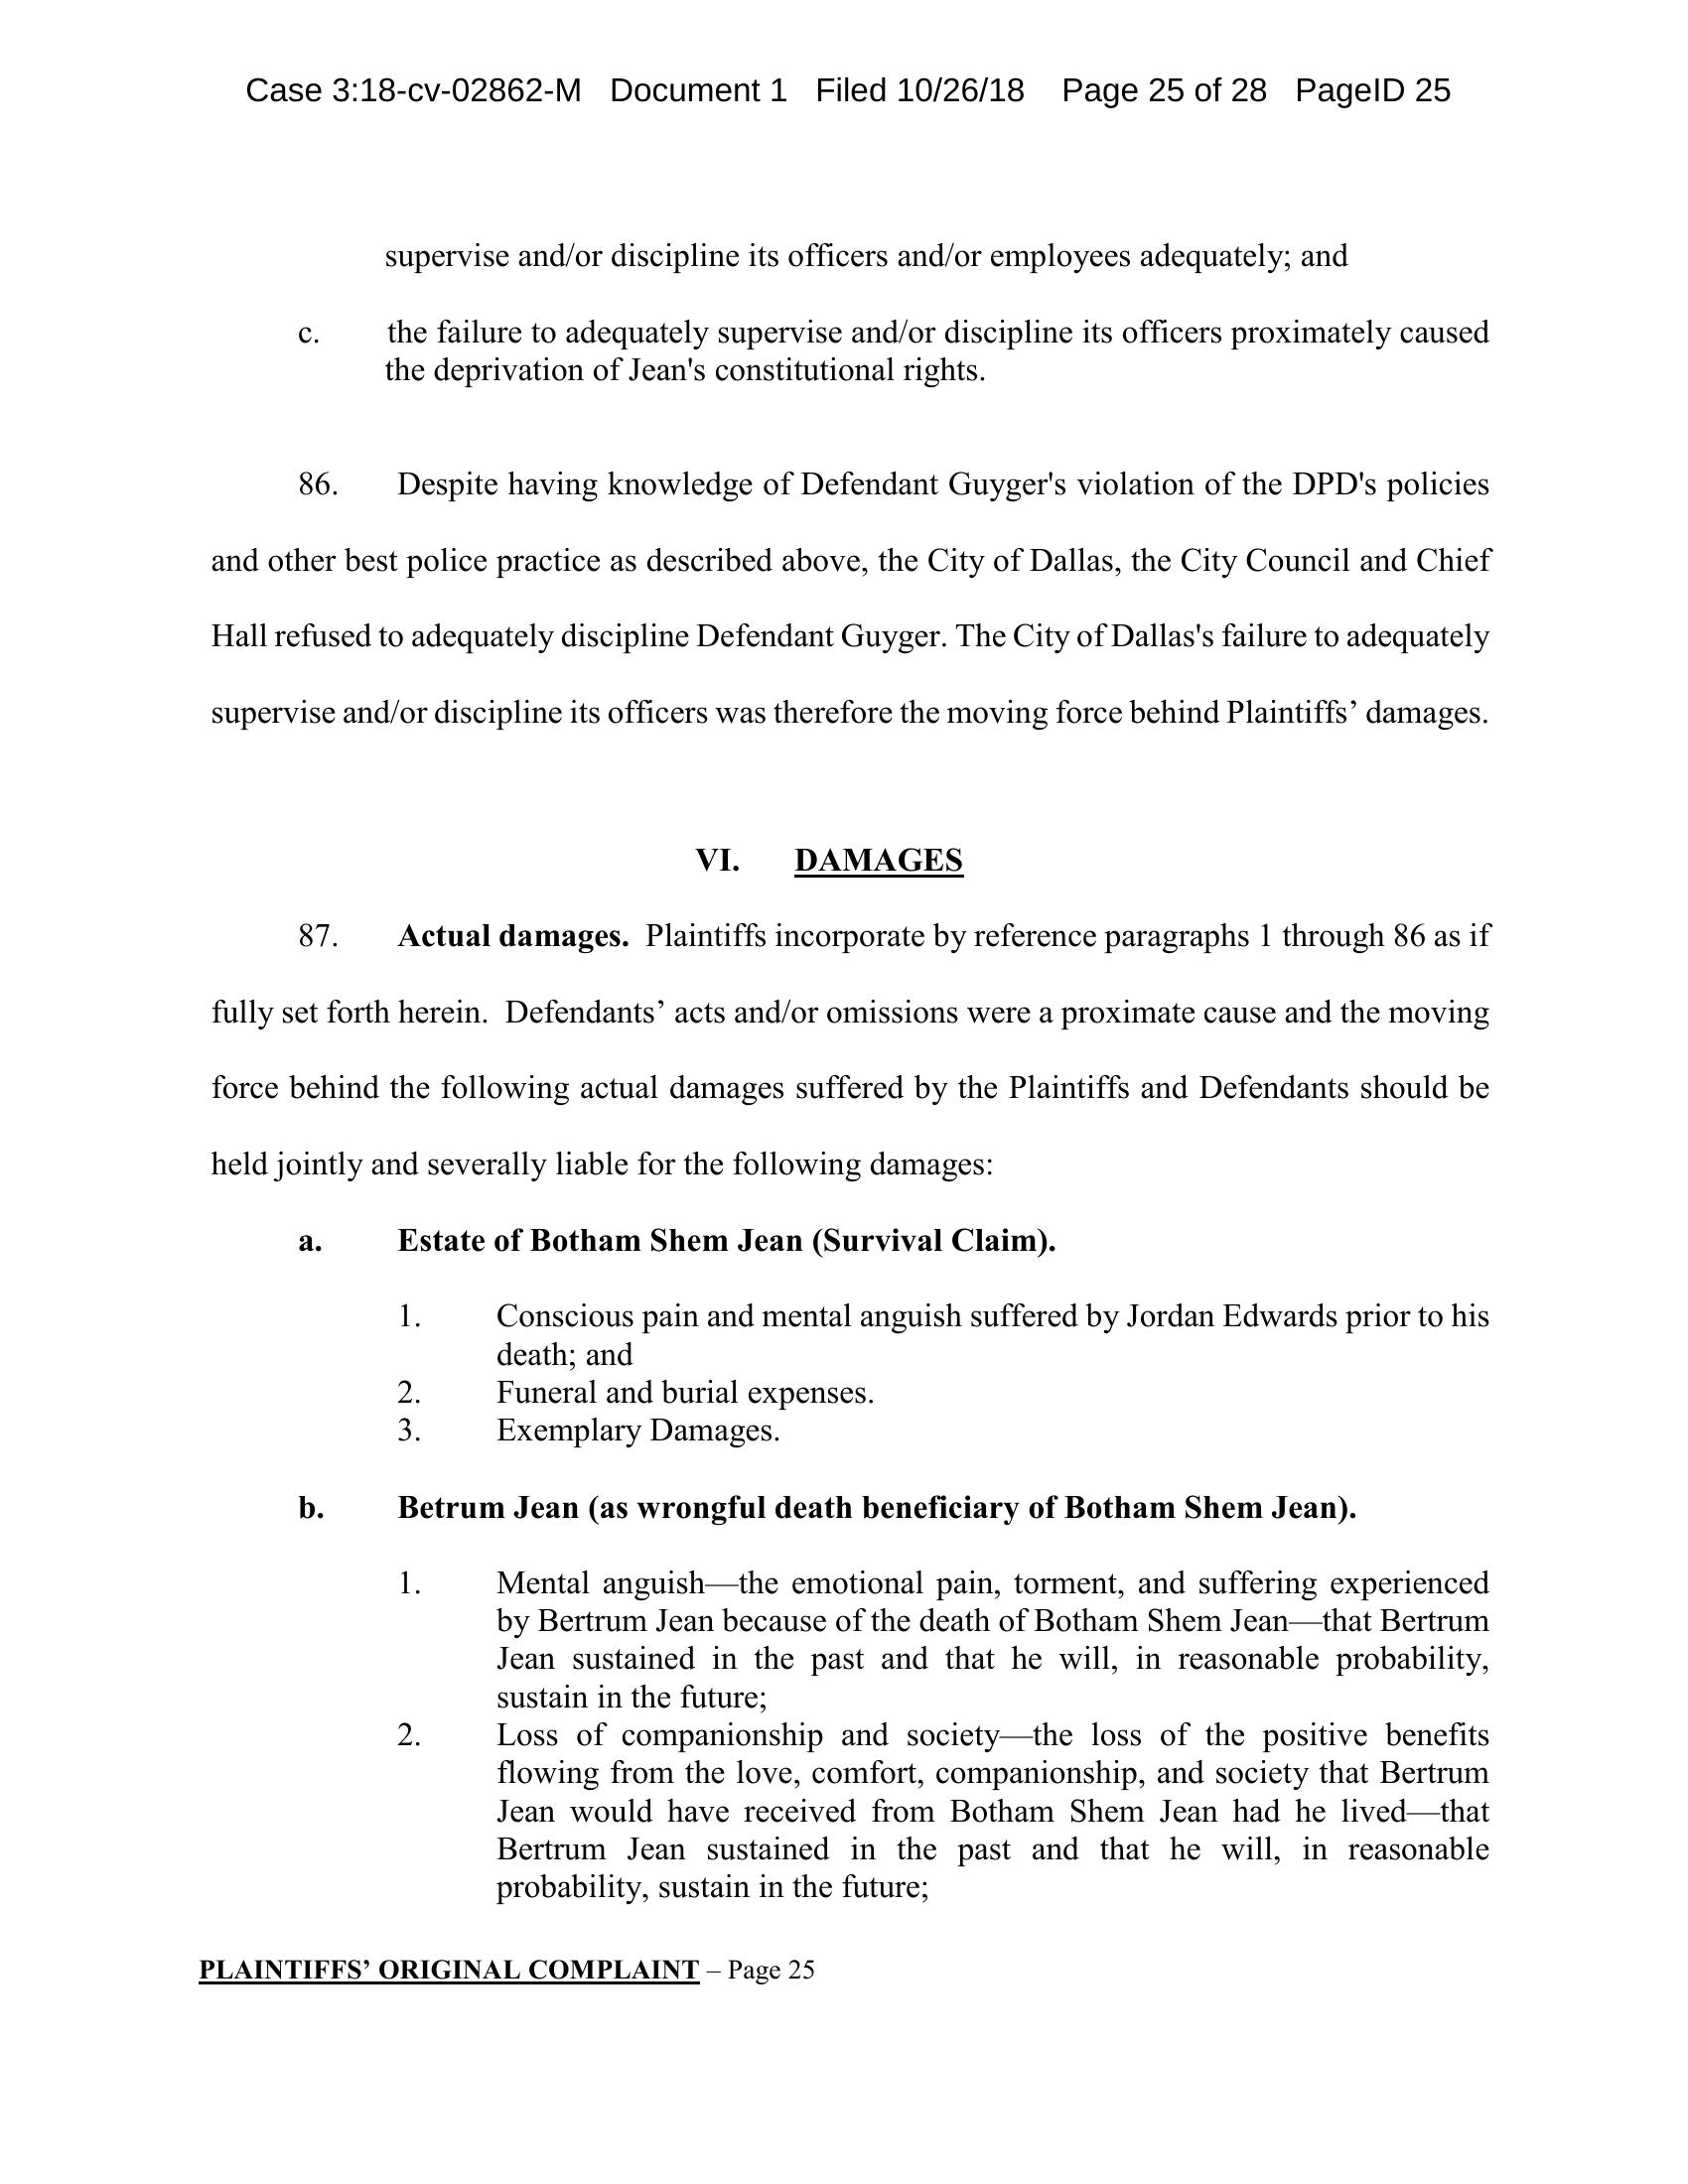 Case 3:18-cv-02862-M Document 1 Filed 10/26/18 Page 25 of 28 PageID 25
supervise and/or discipline its officers and/or employees adequately; and
c. the failure to adequately supervise and/or discipline its officers proximately caused
the deprivation of Jean's constitutional rights.
86. Despite having knowledge of Defendant Guyger's violation of the DPD's policies
and other best police practice as described above, the City of Dallas, the City Council and Chief
Hall refused to adequately discipline Defendant Guyger. The City of Dallas's failure to adequately
supervise and/or discipline its officers was therefore the moving force behind Plaintiffs’ damages.
VI. DAMAGES
87. Actual damages. Plaintiffs incorporate by reference paragraphs 1 through 86 as if
fully set forth herein. Defendants’ acts and/or omissions were a proximate cause and the moving
force behind the following actual damages suffered by the Plaintiffs and Defendants should be
held jointly and severally liable for the following damages:
a. Estate of Botham Shem Jean (Survival Claim).
1. Conscious pain and mental anguish suffered by Jordan Edwards prior to his
death; and
2. Funeral and burial expenses.
3. Exemplary Damages.
b. Betrum Jean (as wrongful death beneficiary of Botham Shem Jean).
1. Mental anguish—the emotional pain, torment, and suffering experienced
by Bertrum Jean because of the death of Botham Shem Jean—that Bertrum
Jean sustained in the past and that he will, in reasonable probability,
sustain in the future;
2. Loss of companionship and society—the loss of the positive benefits
flowing from the love, comfort, companionship, and society that Bertrum
Jean would have received from Botham Shem Jean had he lived—that
Bertrum Jean sustained in the past and that he will, in reasonable
probability, sustain in the future;
PLAINTIFFS’ ORIGINAL COMPLAINT – Page 25